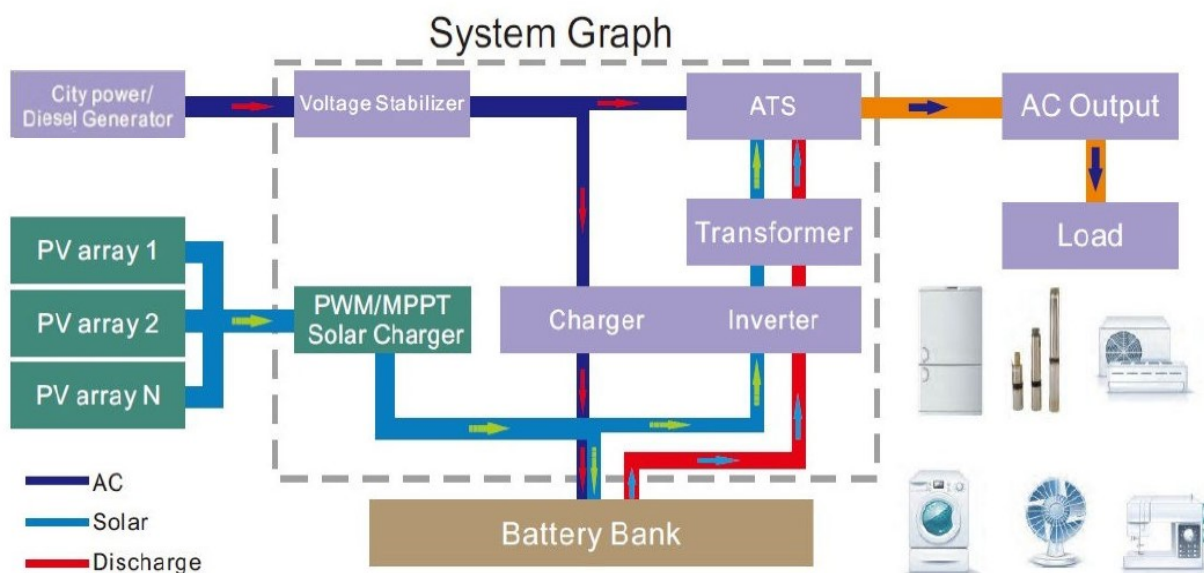 System Graph
City power/
Diesel Generator
Voltage Stabilizer
ATS
AC Output
Transformer
Load
PV array 1
PV array 2
PV array N
PWM/MPPT
Solar Charger
Charger
Inverter
AC
Solar
Discharge
Battery Bank